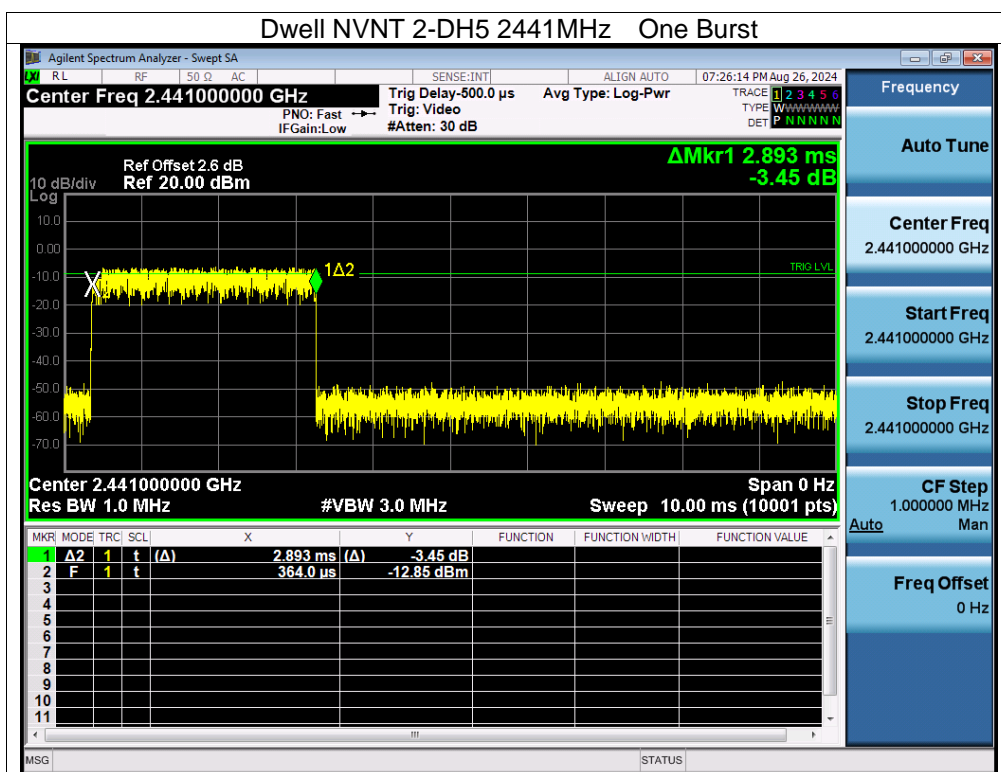 Dwell NVNT 2-DH5 2441MHz One Burst
Agilent Spectrum Analyzer - Swept SA
LXI RL RF 50 Ω AC SENSE:INT ALIGN AUTO 07:26:14 PM Aug 26, 2024
Center Freq 2.441000000 GHz
PNO: Fast
IFGain:Low
Trig Delay-500.0 µs
Trig: Video
#Atten: 30 dB
Avg Type: Log-Pwr
TRACE 1 2 3 4 5 6
TYPE WWWWWW
DET P N N N N N
Ref Offset 2.6 dB
10 dB/div Ref 20.00 dBm
Log
ΔMkr1 2.893 ms
-3.45 dB
10.0
0.00
-10.0
-20.0
-30.0
-40.0
-50.0
-60.0
-70.0
1Δ2
TRIG LVL
Center 2.441000000 GHz Span 0 Hz
Res BW 1.0 MHz #VBW 3.0 MHz Sweep 10.00 ms (10001 pts)
MKR MODE TRC SCL X Y FUNCTION FUNCTION WIDTH FUNCTION VALUE
1 Δ2 1 t (Δ) 2.893 ms (Δ) -3.45 dB
2 F 1 t 364.0 µs -12.85 dBm
3
4
5
6
7
8
9
10
11
MSG STATUS
Frequency
Auto Tune
Center Freq
2.441000000 GHz
Start Freq
2.441000000 GHz
Stop Freq
2.441000000 GHz
CF Step
1.000000 MHz
Auto Man
Freq Offset
0 Hz